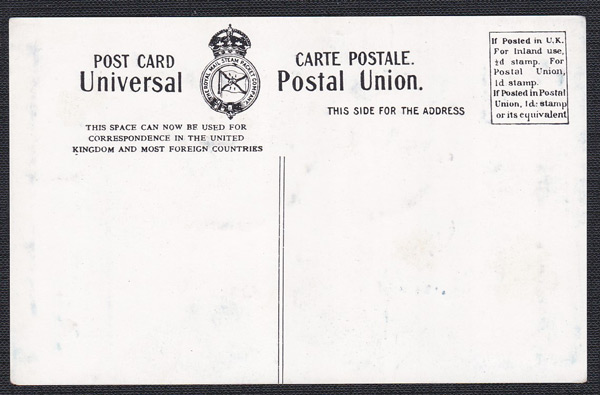 POST CARD
CARTE POSTALE.
Universal
Postal Union.
THE ROYAL MAIL STEAM PACKET COMPANY
THIS SIDE FOR THE ADDRESS
THIS SPACE CAN NOW BE USED FOR
CORRESPONDENCE IN THE UNITED
KINGDOM AND MOST FOREIGN COUNTRIES
If Posted in U.K.
For Inland use,
½d stamp. For
Postal Union,
1d stamp.
If Posted in Postal
Union, 1d: stamp
or its equivalent